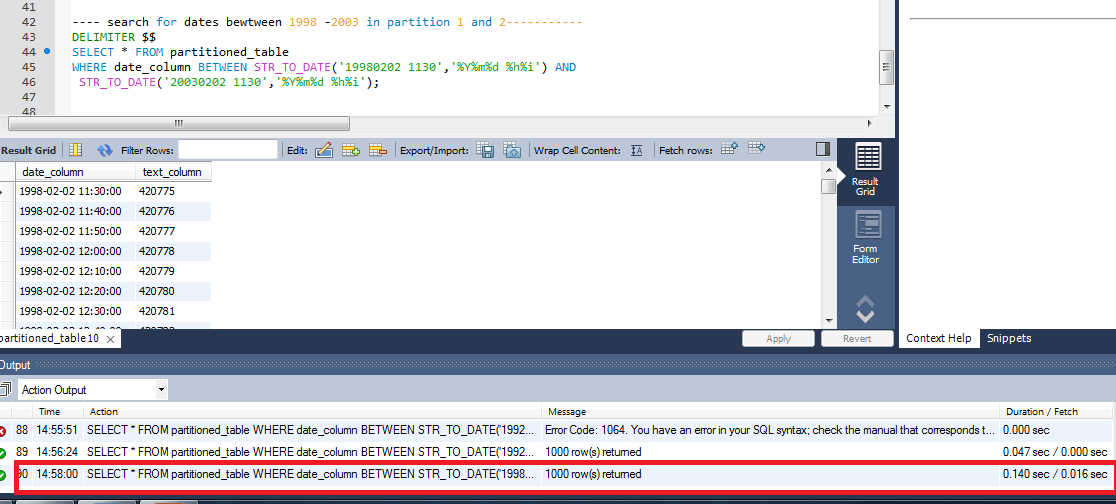 41
42 ---- search for dates bewtween 1998 -2003 in partition 1 and 2-----------
43 DELIMITER $$
44 SELECT * FROM partitioned_table
45 WHERE date_column BETWEEN STR_TO_DATE('19980202 1130','%Y%m%d %h%i') AND
46 STR_TO_DATE('20030202 1130','%Y%m%d %h%i');
47
48
Result Grid Filter Rows: Edit: Export/Import: Wrap Cell Content: Fetch rows:
date_column text_column
1998-02-02 11:30:00 420775
1998-02-02 11:40:00 420776
1998-02-02 11:50:00 420777
1998-02-02 12:00:00 420778
1998-02-02 12:10:00 420779
1998-02-02 12:20:00 420780
1998-02-02 12:30:00 420781
Result
Grid
Form
Editor
partitioned_table10
Apply Revert
Context Help Snippets
Output
Action Output
Time Action Message Duration / Fetch
88 14:55:51 SELECT * FROM partitioned_table WHERE date_column BETWEEN STR_TO_DATE('1992... Error Code: 1064. You have an error in your SQL syntax; check the manual that corresponds t... 0.000 sec
89 14:56:24 SELECT * FROM partitioned_table WHERE date_column BETWEEN STR_TO_DATE('1992... 1000 row(s) returned 0.047 sec / 0.000 sec
90 14:58:00 SELECT * FROM partitioned_table WHERE date_column BETWEEN STR_TO_DATE('1998... 1000 row(s) returned 0.140 sec / 0.016 sec